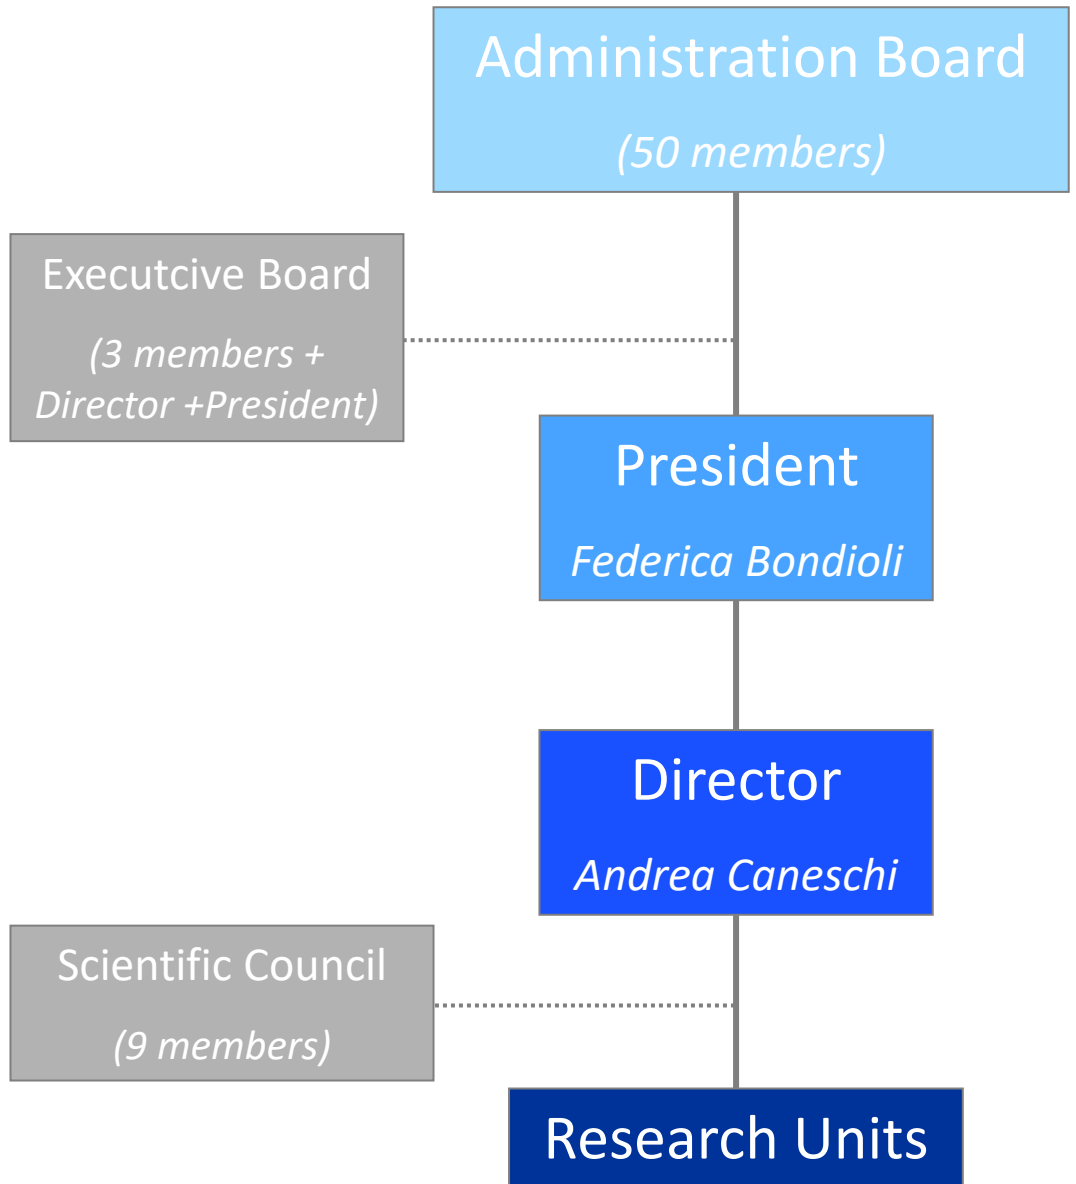 Administration Board
(50 members)
Executcive Board
(3 members +
Director +President)
President
Federica Bondioli
Director
Andrea Caneschi
Scientific Council
(9 members)
Research Units